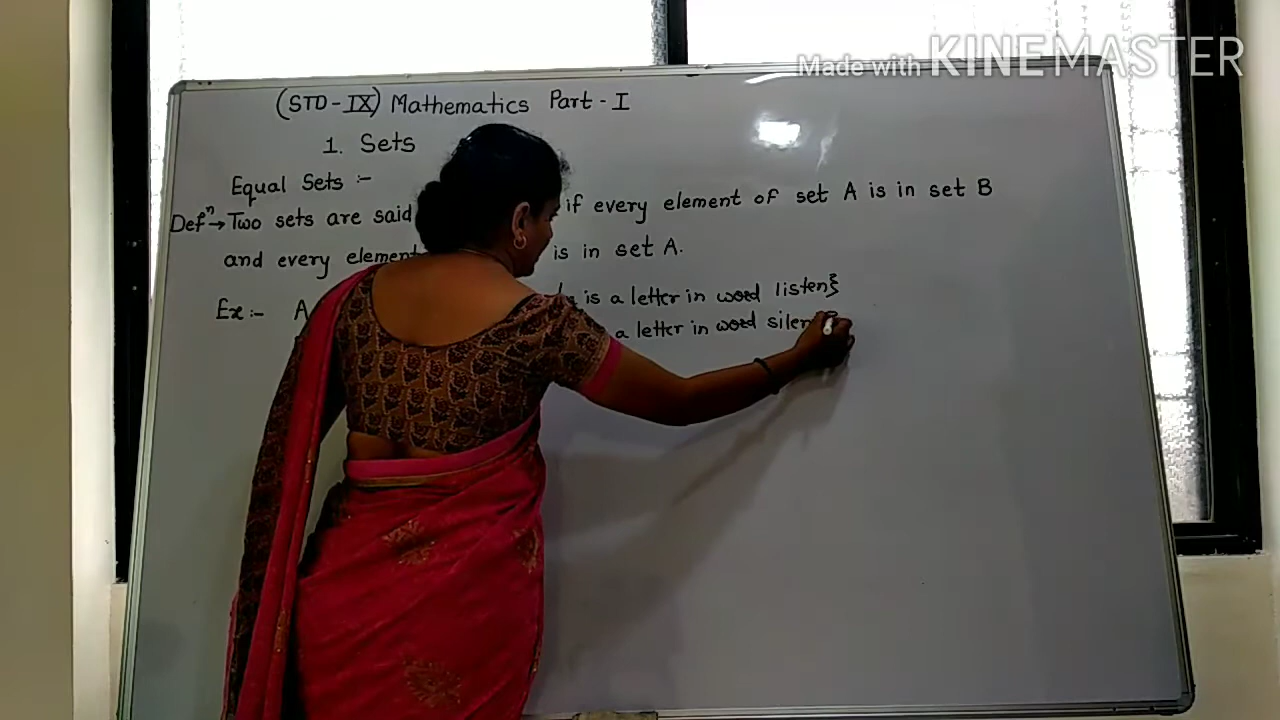 Made with KINEMASTER
(STD-IX) Mathematics Part-I
1. Sets
Equal Sets :-
Defⁿ→Two sets are said if every element of set A is in set B
and every element is in set A.
Ex:- A is a letter in word listen}
a letter in word silen